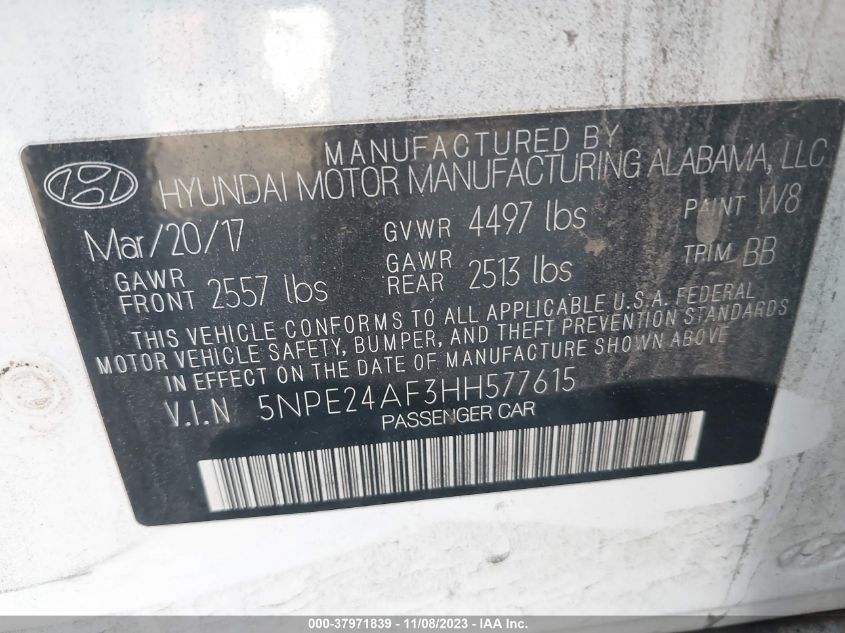 MANUFACTURED BY
HYUNDAI MOTOR MANUFACTURING ALABAMA, LLC
Mar/20/17 GVWR 4497 lbs PAINT W8
GAWR FRONT 2557 lbs GAWR REAR 2513 lbs TRIM BB
THIS VEHICLE CONFORMS TO ALL APPLICABLE U.S.A. FEDERAL
MOTOR VEHICLE SAFETY, BUMPER, AND THEFT PREVENTION STANDARDS
IN EFFECT ON THE DATE OF MANUFACTURE SHOWN ABOVE
V.I.N 5NPE24AF3HH577615
PASSENGER CAR
000-37971839 - 11/08/2023 - IAA Inc.